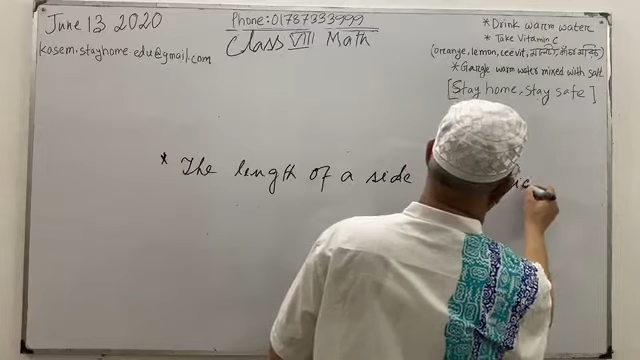 June 13 2020
Phone: 01787333999
kasem.stayhome.edu@gmail.com
Class VIII Math
* Drink warm water
* Take Vitamin C
(orange, lemon, ceevit,
* Gargle warm water mixed with salt
[Stay home, stay safe]
* The length of a side